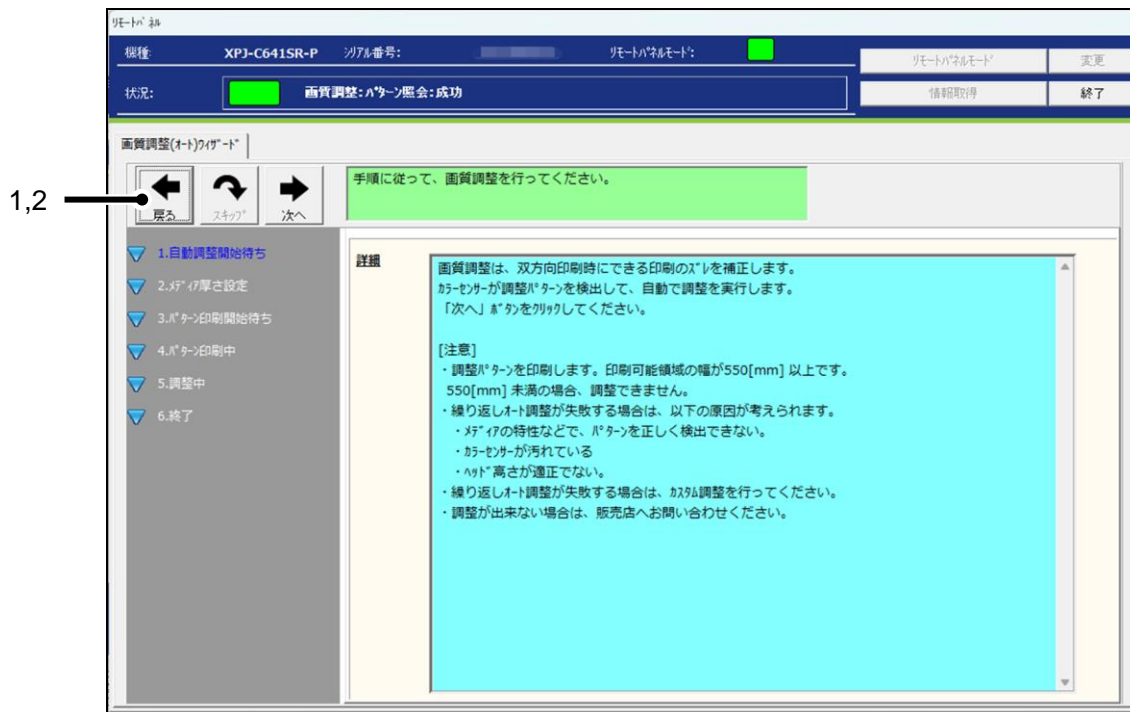 ﾘﾓｰﾄﾊﾟﾈﾙ
機種: XPJ-C641SR-P ｼﾘｱﾙ番号: ﾘﾓｰﾄﾊﾟﾈﾙﾓｰﾄﾞ:
ﾘﾓｰﾄﾊﾟﾈﾙﾓｰﾄﾞ 変更
状況: 画質調整:ﾊﾟﾀｰﾝ照会:成功
情報取得 終了
画質調整(ｵｰﾄ)ｳｨｻﾞｰﾄﾞ
1,2
戻る ｽｷｯﾌﾟ 次へ
手順に従って、画質調整を行ってください。
1.自動調整開始待ち
2.ﾒﾃﾞｨｱ厚さ設定
3.ﾊﾟﾀｰﾝ印刷開始待ち
4.ﾊﾟﾀｰﾝ印刷中
5.調整中
6.終了
詳細
画質調整は、双方向印刷時にできる印刷のｽﾞﾚを補正します。
ｶﾗｰｾﾝｻｰが調整ﾊﾟﾀｰﾝを検出して、自動で調整を実行します。
「次へ」ﾎﾞﾀﾝをｸﾘｯｸしてください。
[注意]
・調整ﾊﾟﾀｰﾝを印刷します。印刷可能領域の幅が550[mm] 以上です。
550[mm] 未満の場合、調整できません。
・繰り返しｵｰﾄ調整が失敗する場合は、以下の原因が考えられます。
・ﾒﾃﾞｨｱの特性などで、ﾊﾟﾀｰﾝを正しく検出できない。
・ｶﾗｰｾﾝｻｰが汚れている
・ﾍｯﾄﾞ高さが適正でない。
・繰り返しｵｰﾄ調整が失敗する場合は、ｶｽﾀﾑ調整を行ってください。
・調整が出来ない場合は、販売店へお問い合わせください。